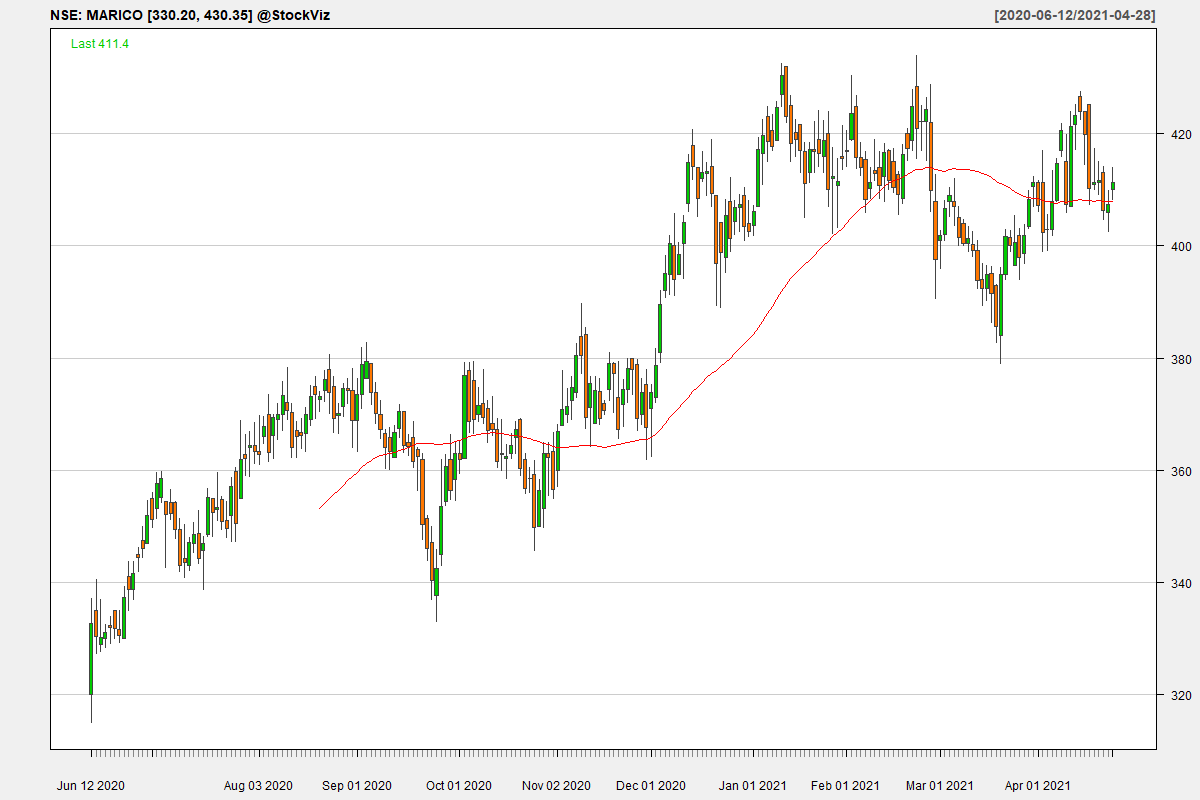 NSE: MARICO [330.20, 430.35] @StockViz
[2020-06-12/2021-04-28]
Last 411.4
420
400
380
360
340
320
Jun 12 2020
Aug 03 2020
Sep 01 2020
Oct 01 2020
Nov 02 2020
Dec 01 2020
Jan 01 2021
Feb 01 2021
Mar 01 2021
Apr 01 2021